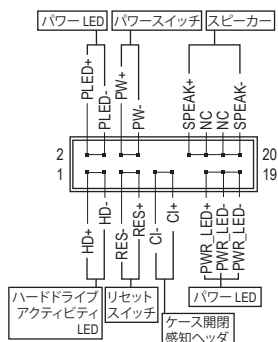 パワー LED
パワースイッチ
スピーカー
PLED+
PLED-
PW+
PW-
SPEAK+
NC
NC
SPEAK-
2
20
1
19
HD+
HD-
RES-
RES+
CI-
CI+
PWR_LED+
PWR_LED-
PWR_LED-
ハードドライブ
アクティビティ
LED
リセット
スイッチ
ケース開閉
感知ヘッダ
パワー LED